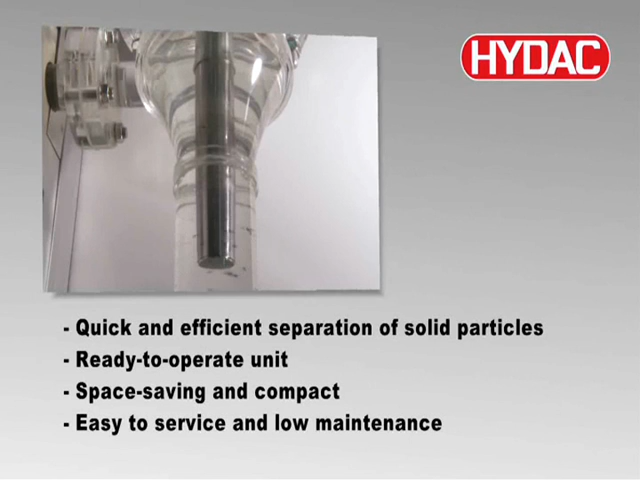 HYDAC
- Quick and efficient separation of solid particles
- Ready-to-operate unit
- Space-saving and compact
- Easy to service and low maintenance